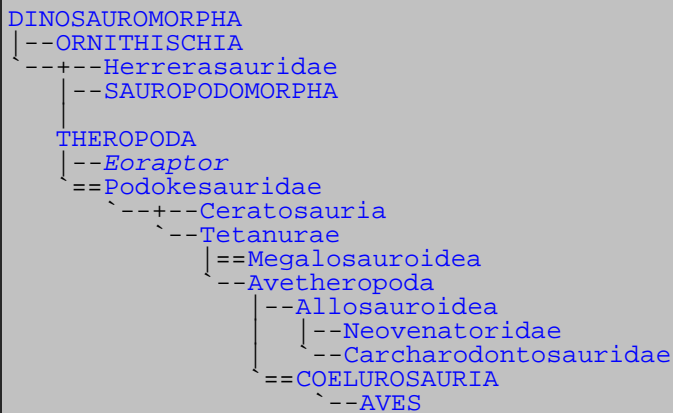 DINOSAUROMORPHA
|--ORNITHISCHIA
`--+--Herrerasauridae
   |--SAUROPODOMORPHA
   |
   THEROPODA
   |--Eoraptor
   `==Podokesauridae
      `--+--Ceratosauria
         `--Tetanurae
            |==Megalosauroidea
            `--Avetheropoda
               |--Allosauroidea
               |  |--Neovenatoridae
               |  `--Carcharodontosauridae
               `==COELUROSAURIA
                  `--AVES